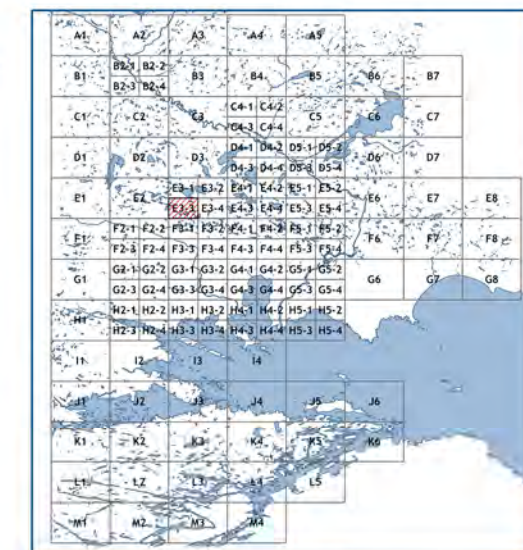 A1 A2 A3 A4 A5
B2-1 B2-2
B1 B3 B4 B5 B6 B7
B2-3 B2-4
C4-1 C4-2
C1 C2 C3 C5 C6 C7
C4-3 C4-4
D4-1 D4-2 D5-1 D5-2
D1 D2 D3 D6 D7
D4-3 D4-4 D5-3 D5-4
E3-1 E3-2 E4-1 E4-2 E5-1 E5-2
E1 E2 E6 E7 E8
E3-3 E3-4 E4-3 E4-4 E5-3 E5-4
F2-1 F2-2 F3-1 F3-2 F4-1 F4-2 F5-1 F5-2
F1 F6 F7 F8
F2-3 F2-4 F3-3 F3-4 F4-3 F4-4 F5-3 F5-4
G2-1 G2-2 G3-1 G3-2 G4-1 G4-2 G5-1 G5-2
G1 G6 G7 G8
G2-3 G2-4 G3-3 G3-4 G4-3 G4-4 G5-3 G5-4
H2-1 H2-2 H3-1 H3-2 H4-1 H4-2 H5-1 H5-2
H1
H2-3 H2-4 H3-3 H3-4 H4-3 H4-4 H5-3 H5-4
I1 I2 I3 I4
J1 J2 J3 J4 J5 J6
K1 K2 K3 K4 K5 K6
L1 L2 L3 L4 L5
M1 M2 M3 M4